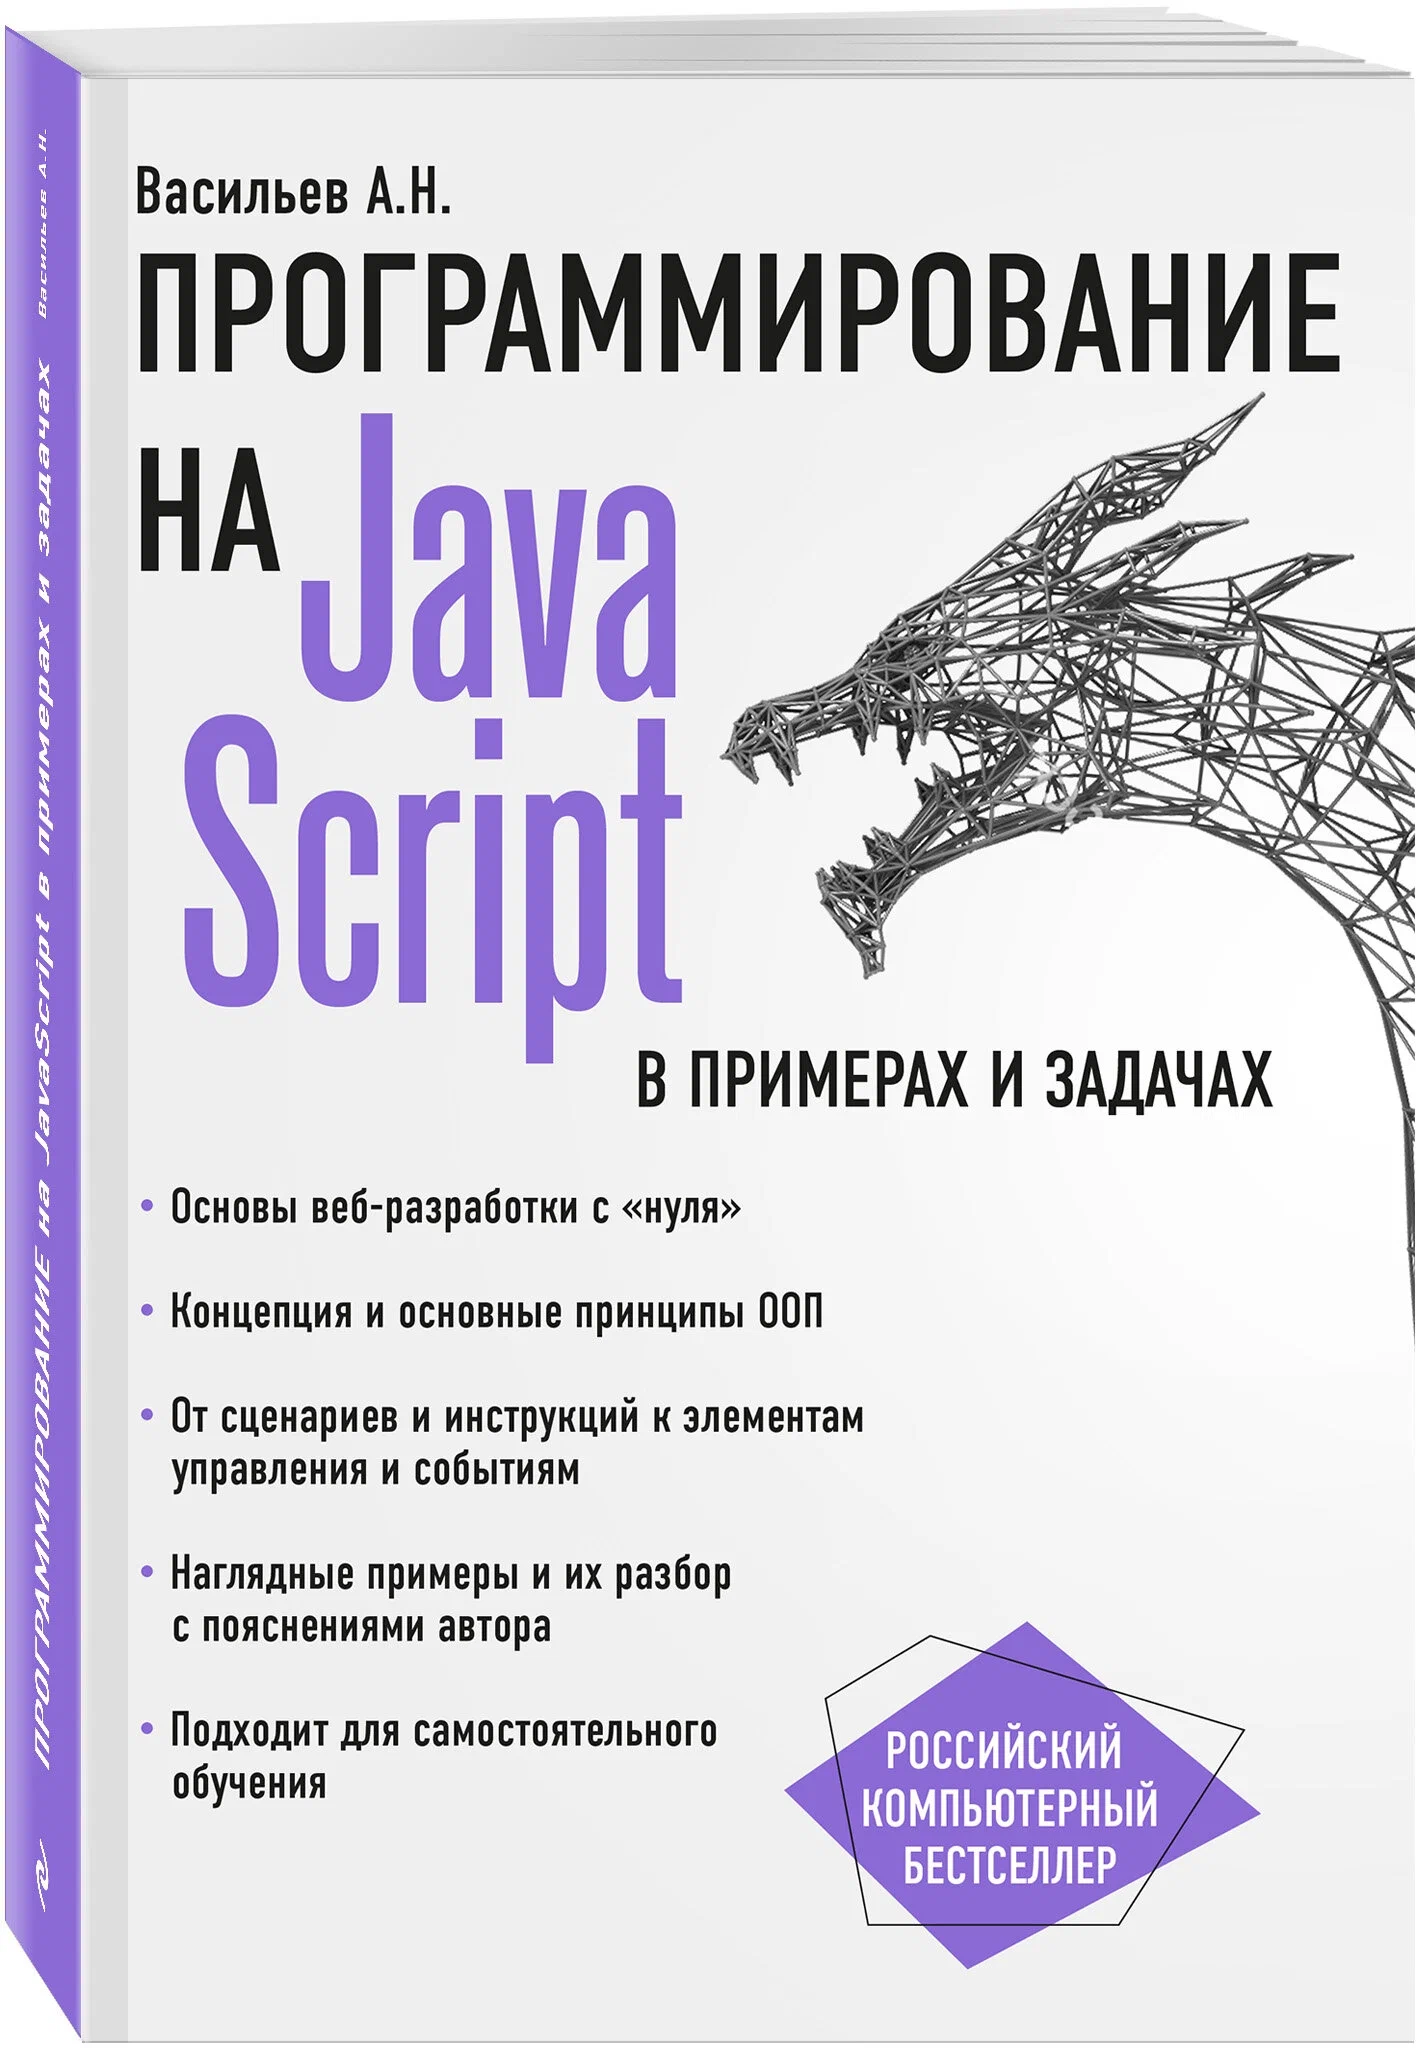 Васильев А.Н.
ПРОГРАММИРОВАНИЕ
НА Java
Script
В ПРИМЕРАХ И ЗАДАЧАХ
• Основы веб-разработки с «нуля»
• Концепция и основные принципы ООП
• От сценариев и инструкций к элементам
управления и событиям
• Наглядные примеры и их разбор
с пояснениями автора
• Подходит для самостоятельного
обучения
РОССИЙСКИЙ
КОМПЬЮТЕРНЫЙ
БЕСТСЕЛЛЕР
ПРОГРАММИРОВАНИЕ на JavaScript в примерах и задачах Васильев А.Н.